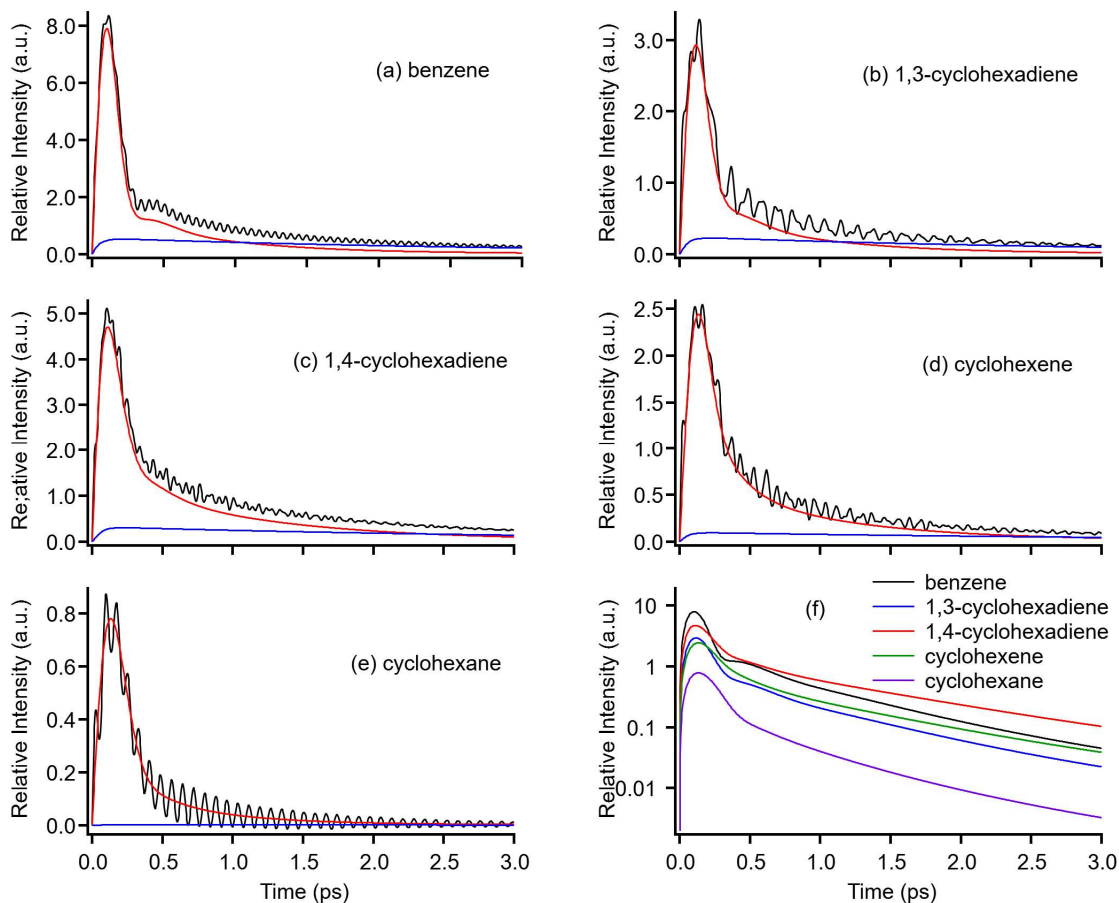 8.0
6.0
4.0
2.0
0.0
Relative Intensity (a.u.)
(a) benzene
3.0
2.0
1.0
0.0
Relative Intensity (a.u.)
(b) 1,3-cyclohexadiene
5.0
4.0
3.0
2.0
1.0
0.0
Re;ative Intensity (a.u.)
(c) 1,4-cyclohexadiene
2.5
2.0
1.5
1.0
0.5
0.0
Relative Intensity (a.u.)
(d) cyclohexene
0.8
0.6
0.4
0.2
0.0
Relative Intensity (a.u.)
(e) cyclohexane
0.0 0.5 1.0 1.5 2.0 2.5 3.0
Time (ps)
10
1
0.1
0.01
Relative Intensity (a.u.)
(f)
benzene
1,3-cyclohexadiene
1,4-cyclohexadiene
cyclohexene
cyclohexane
0.0 0.5 1.0 1.5 2.0 2.5 3.0
Time (ps)